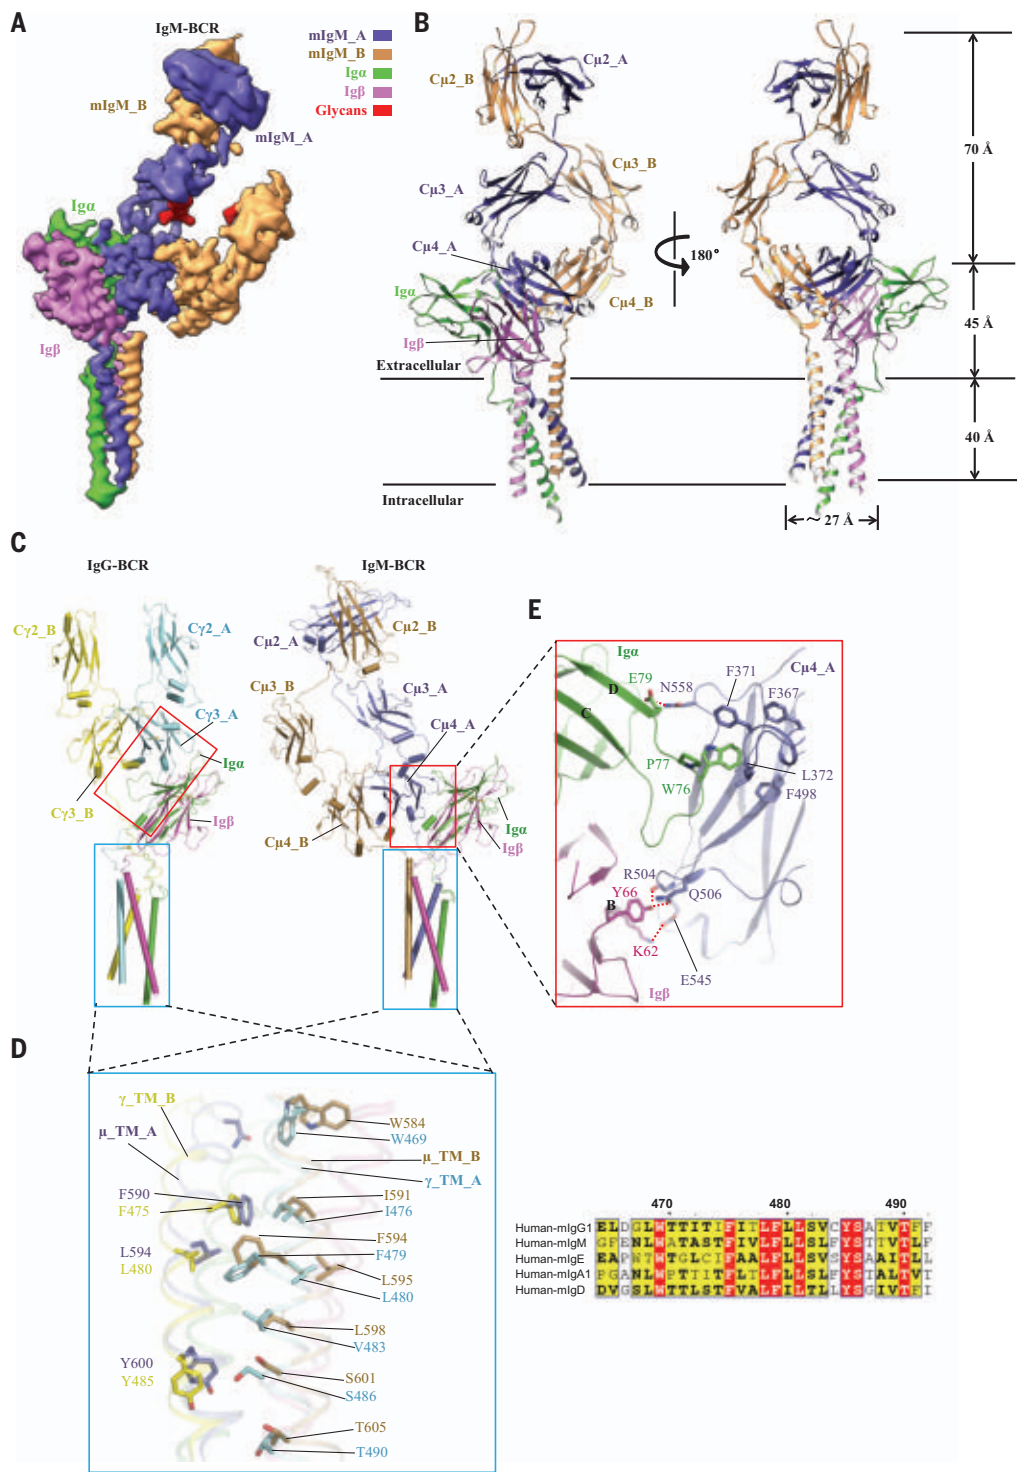 A
IgM-BCR
mIgM_A
mIgM_B
Igα
Igβ
Glycans
mIgM_B
mIgM_A
Igα
Igβ
B
Cμ2_A
Cμ2_B
Cμ3_B
Cμ3_A
Cμ4_A
Igα
Cμ4_B
Igβ
180°
Extracellular
Intracellular
70 Å
45 Å
40 Å
~ 27 Å
C
IgG-BCR
Cγ2_B
Cγ2_A
Cγ3_A
Igα
Cγ3_B
Igβ
IgM-BCR
Cμ2_A
Cμ2_B
Cμ3_B
Cμ3_A
Cμ4_A
Cμ4_B
Igα
Igβ
E
Igα
Cμ4_A
E79
F371
D
N558
F367
C
P77
L372
W76
F498
R504
Y66
Q506
B
K62
E545
Igβ
D
γ_TM_B
μ_TM_A
W584
W469
μ_TM_B
γ_TM_A
F590
F475
I591
I476
F594
F479
L594
L480
L595
L480
L598
V483
Y600
Y485
S601
S486
T605
T490
470 480 490
Human-mIgG1 ELDGLWTTITIFITLFLLSVCYSATVTFF
Human-mIgM GFENLWATASTFIVLFLLSLFYSTTVTLF
Human-mIgE EAPWTWTGLCIFAALFLLSVSYSAALTLL
Human-mIgA1 PGANLWPTTITFLTLFLLSLFYSTALTVT
Human-mIgD DVGSLWTTLSTFVALFILTLLYSGIVTFI